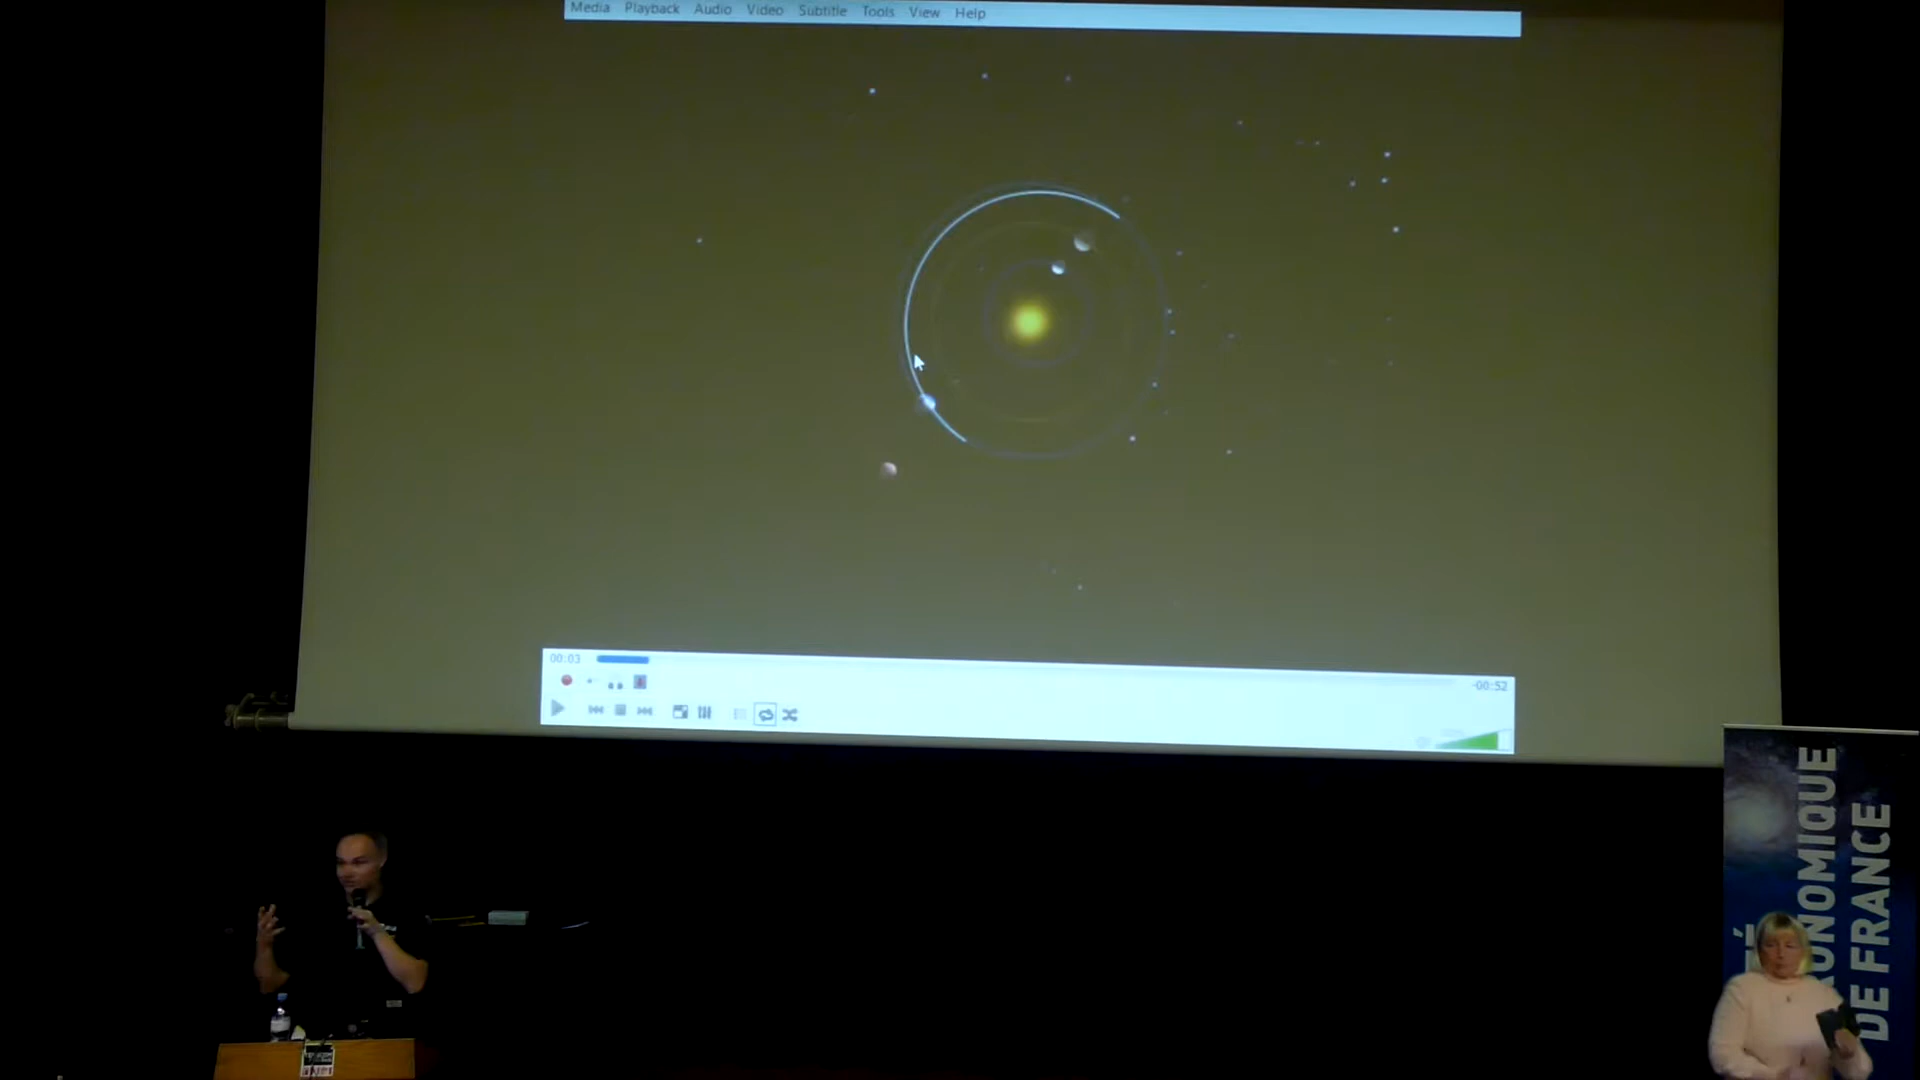 Media Playback Audio Video Subtitle Tools View Help
00:03
-00:52
ONOMIQUE
DE FRANCE